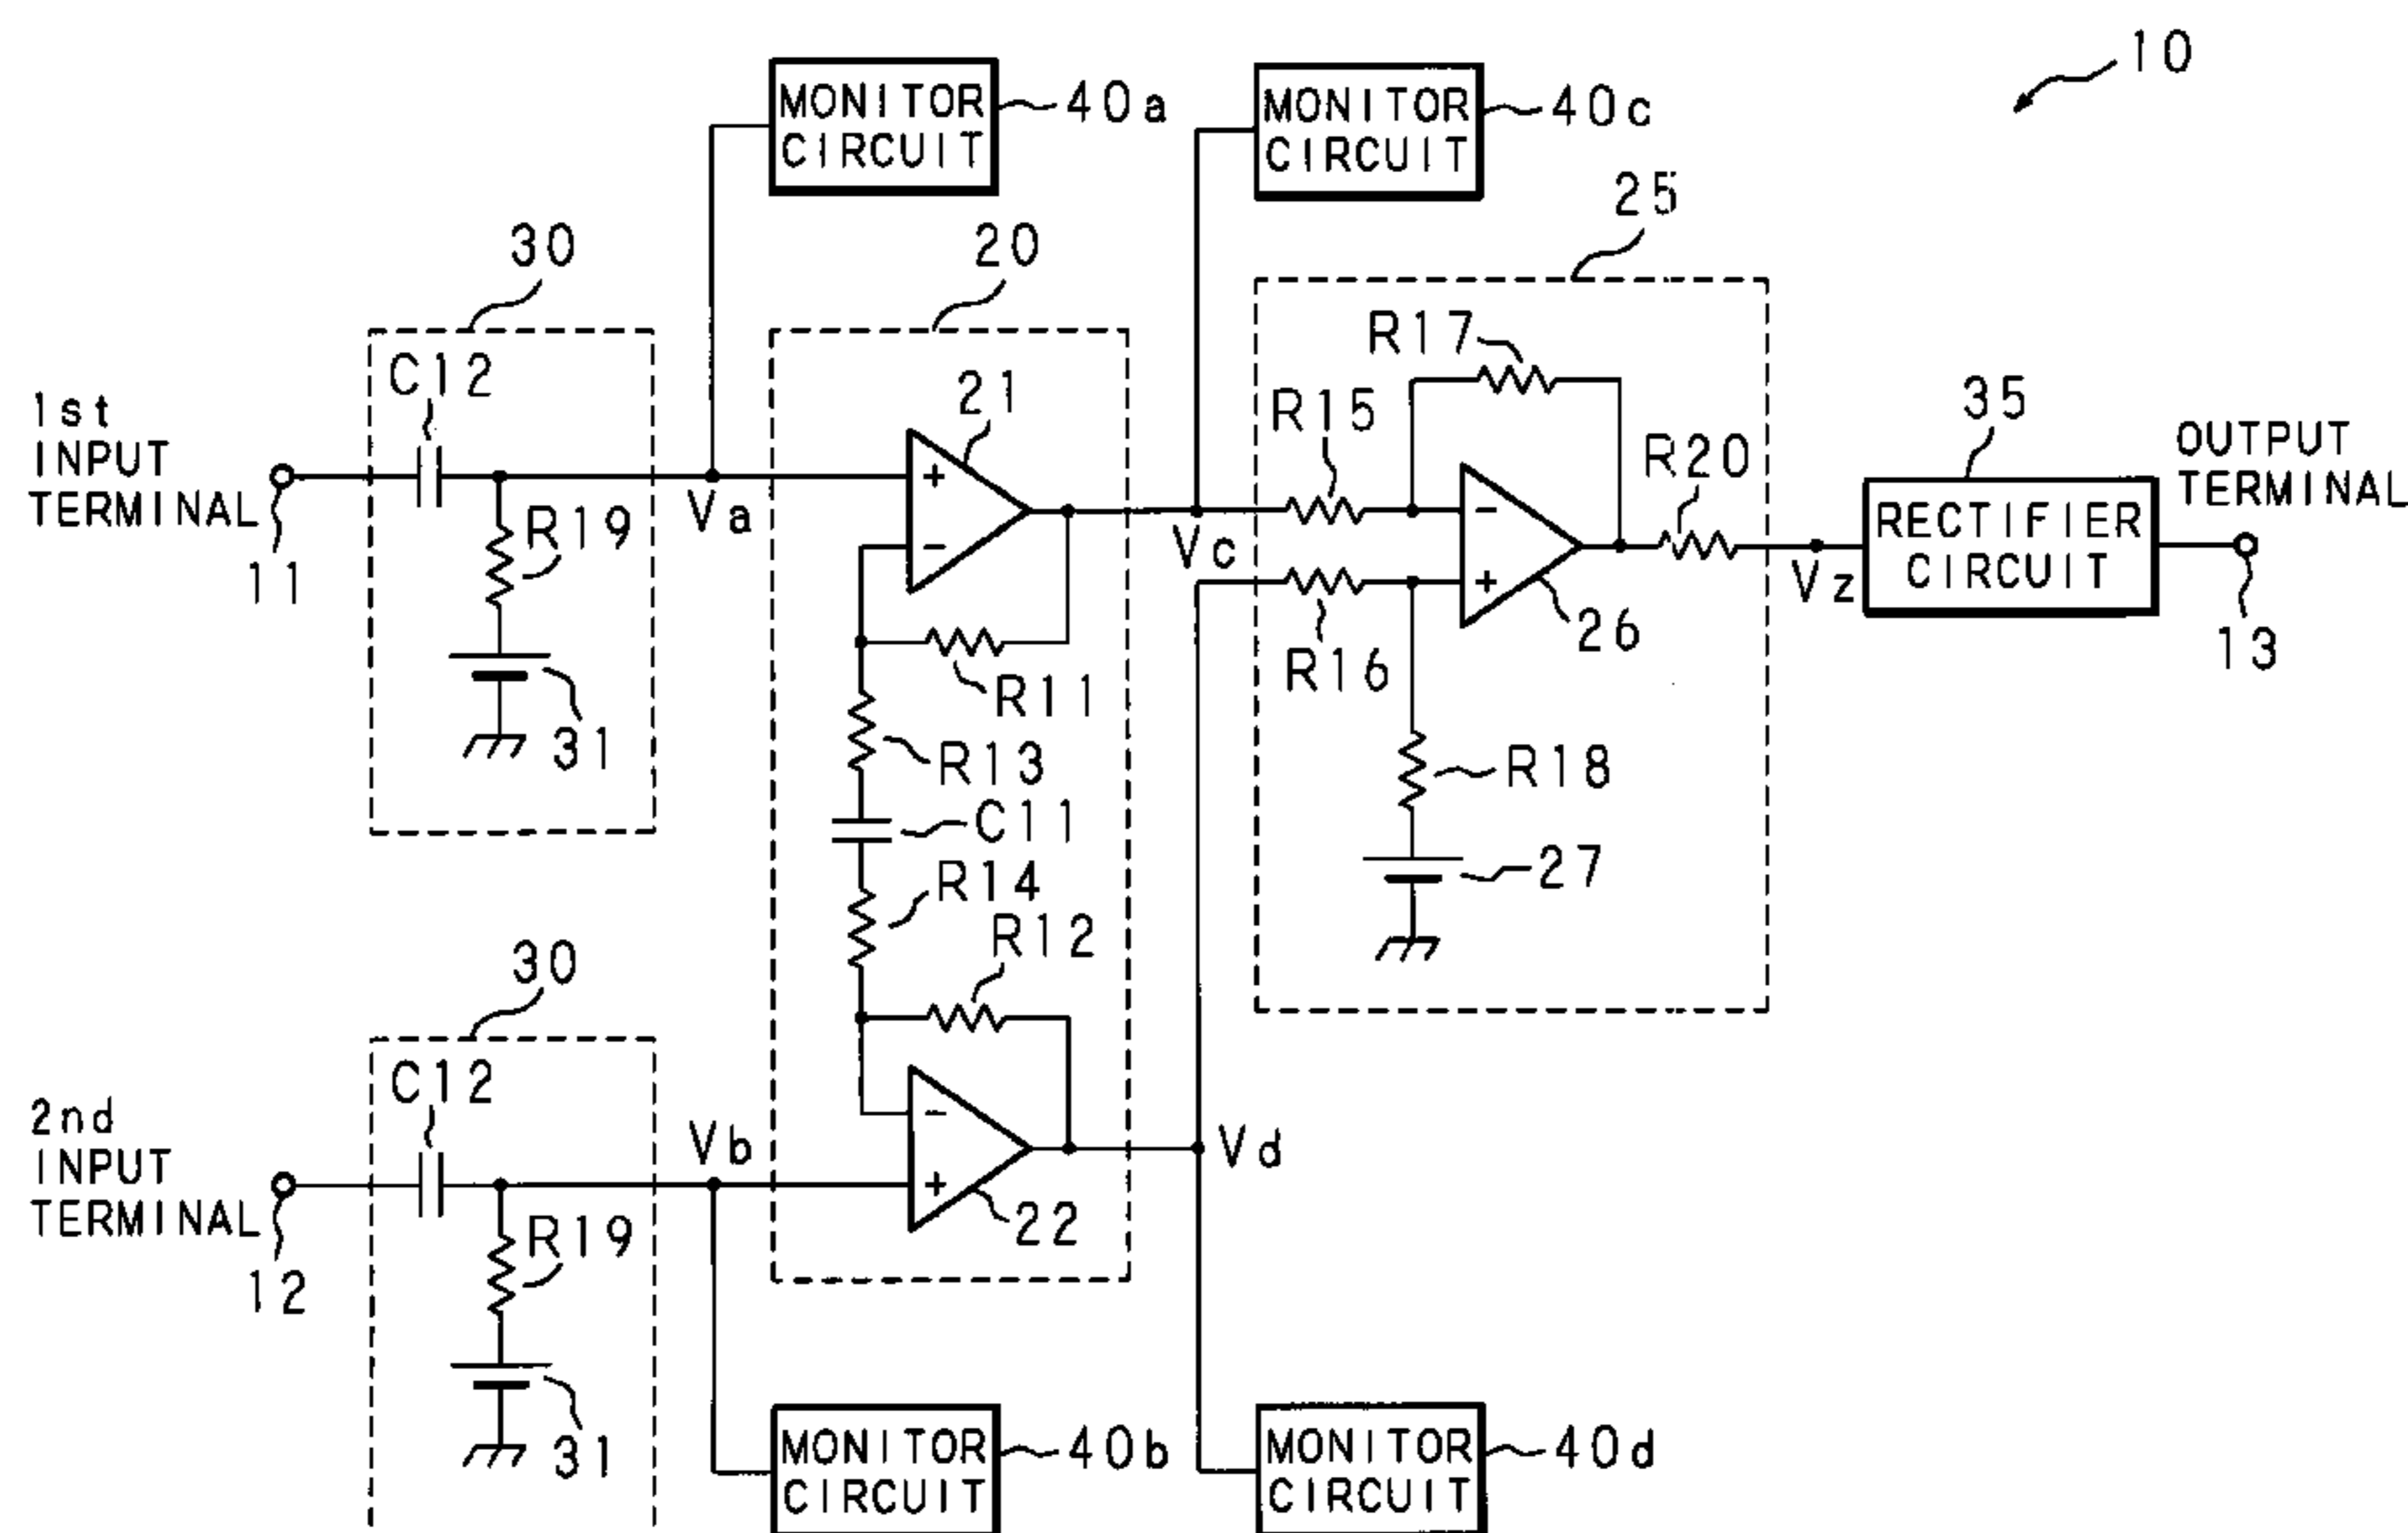 10
MONITOR
CIRCUIT
40a
MONITOR
CIRCUIT
40c
25
30
20
C12
R17
21
R15
35
1st
INPUT
TERMINAL
R20
OUTPUT
TERMINAL
+
-
R19
Va
Vc
-
+
RECTIFIER
CIRCUIT
Vz
11
26
13
R16
R11
31
R13
R18
C11
27
R14
R12
30
C12
2nd
INPUT
TERMINAL
Vb
-
+
Vd
22
R19
12
31
MONITOR
CIRCUIT
40b
MONITOR
CIRCUIT
40d